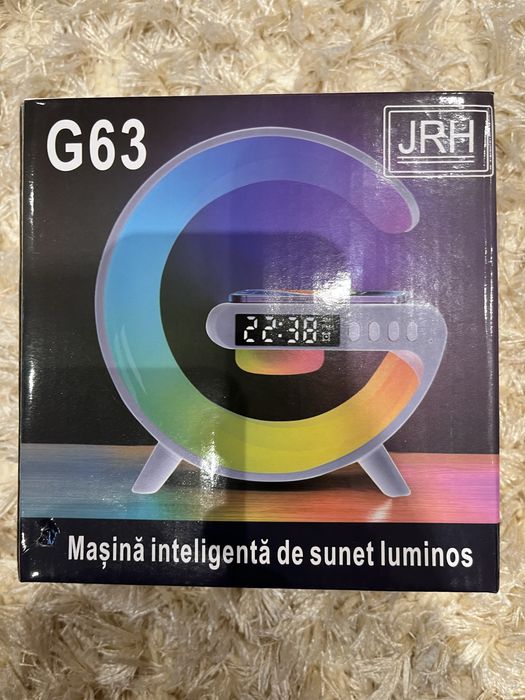 G63
JRH
22:38
Mașină inteligentă de sunet luminos